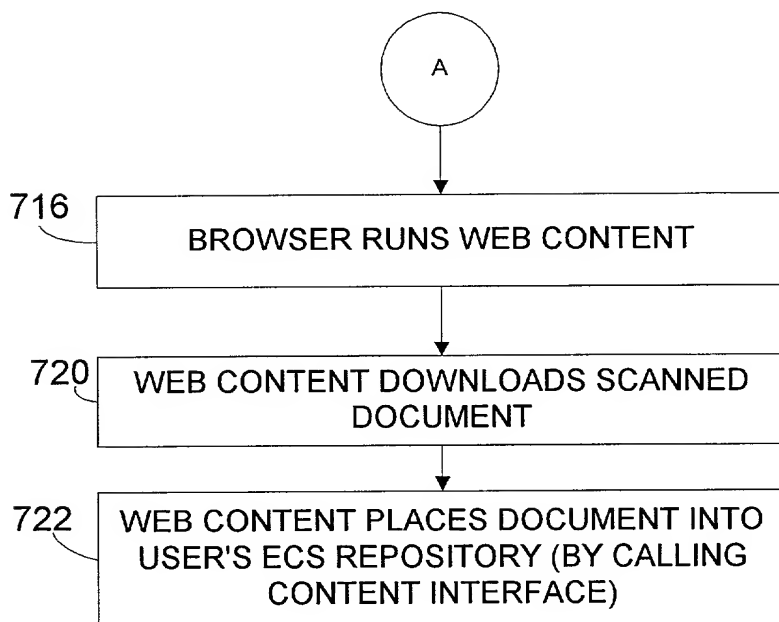 A
716
BROWSER RUNS WEB CONTENT
720
WEB CONTENT DOWNLOADS SCANNED
DOCUMENT
722
WEB CONTENT PLACES DOCUMENT INTO
USER'S ECS REPOSITORY (BY CALLING
CONTENT INTERFACE)